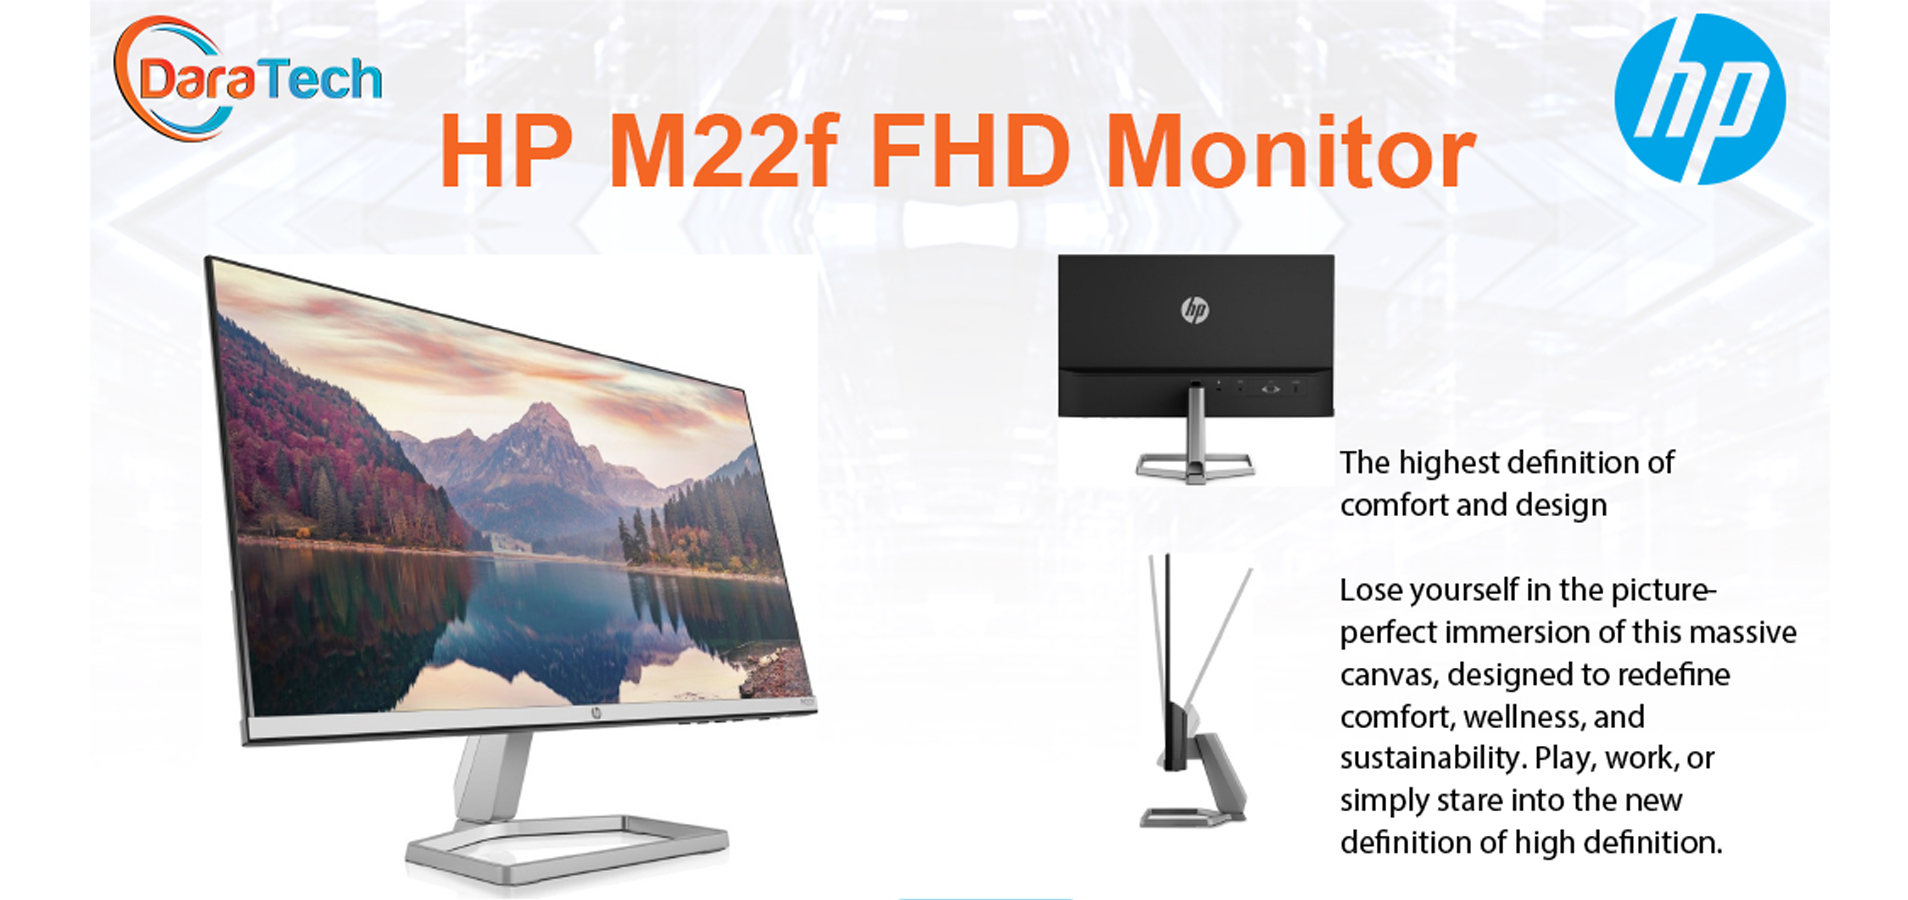 DaraTech
hp
HP M22f FHD Monitor
hp
The highest definition of
comfort and design
Lose yourself in the picture-
perfect immersion of this massive
canvas, designed to redefine
comfort, wellness, and
sustainability. Play, work, or
simply stare into the new
definition of high definition.
hp